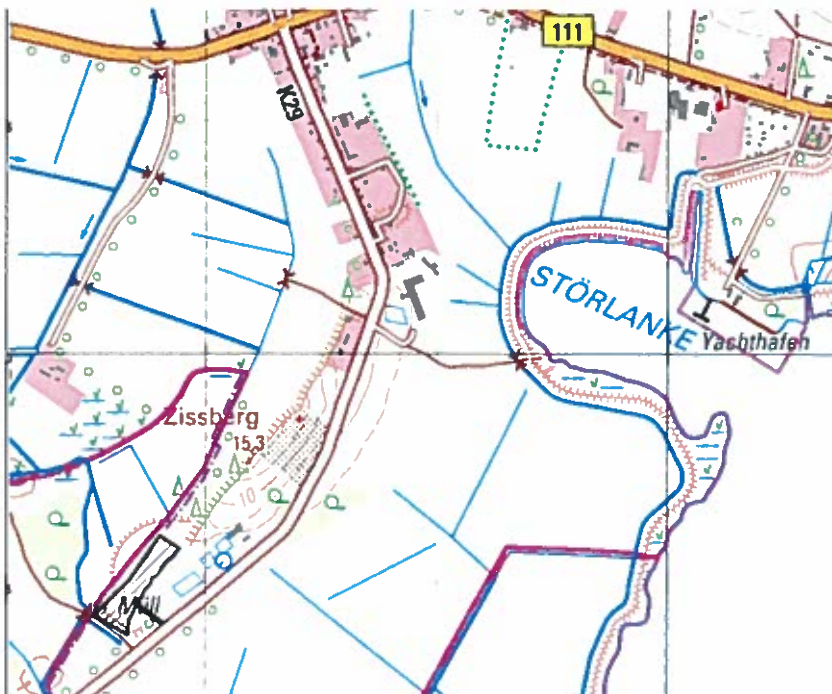 111
K29
STÖRLANKE
Yachthafen
Zissberg
15,3
10
Müll